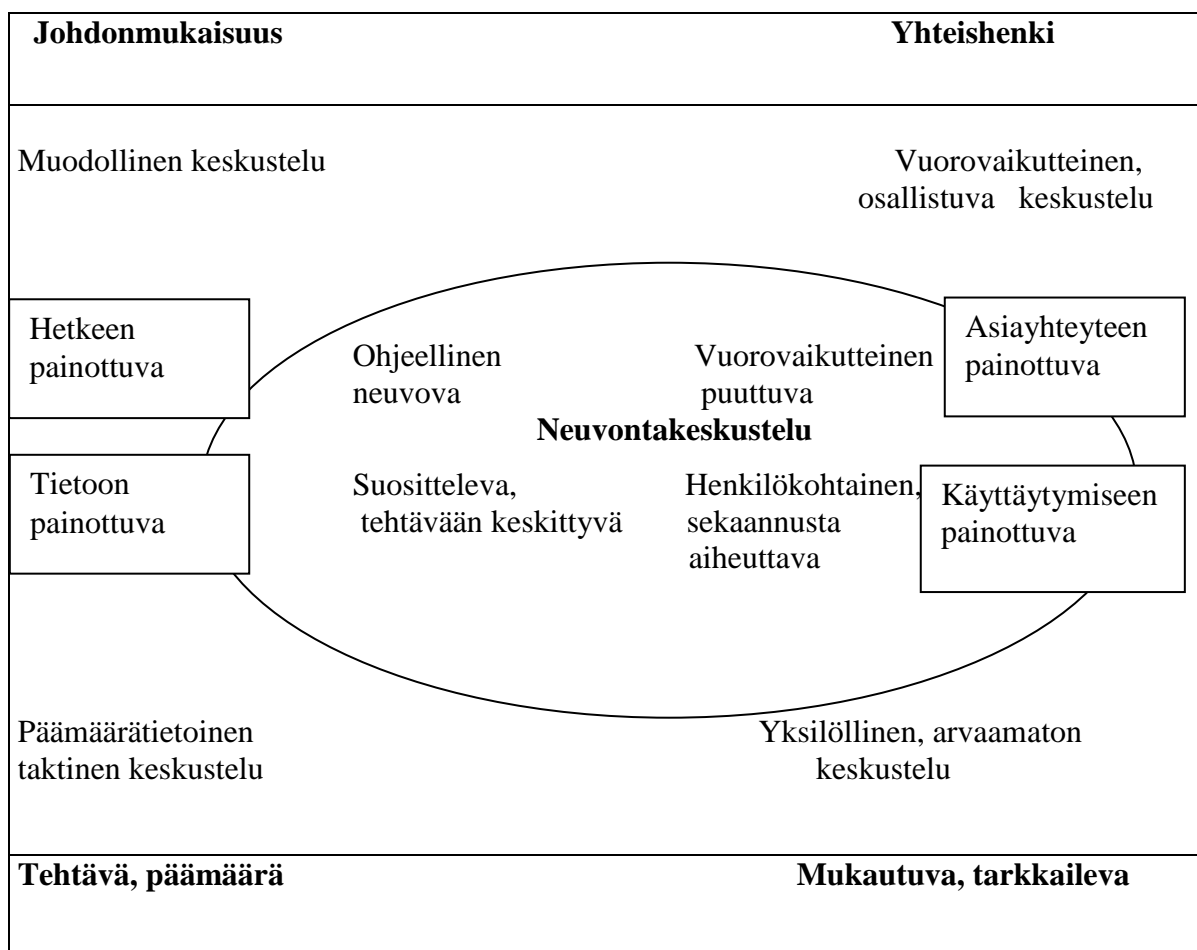 Johdonmukaisuus Yhteishenki
Muodollinen keskustelu Vuorovaikutteinen,
osallistuva keskustelu
Hetkeen
painottuva
Ohjeellinen
neuvova
Vuorovaikutteinen
puuttuva
Asiayhteyteen
painottuva
Neuvontakeskustelu
Tietoon
painottuva
Suositteleva,
tehtävään keskittyvä
Henkilökohtainen,
sekaannusta
aiheuttava
Käyttäytymiseen
painottuva
Päämäärätietoinen
taktinen keskustelu
Yksilöllinen, arvaamaton
keskustelu
Tehtävä, päämäärä Mukautuva, tarkkaileva